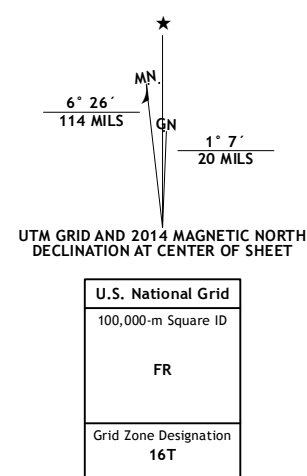 ★
MN.
GN
6° 26´
114 MILS
1° 7´
20 MILS
UTM GRID AND 2014 MAGNETIC NORTH
DECLINATION AT CENTER OF SHEET
U.S. National Grid
100,000-m Square ID
FR
Grid Zone Designation
16T